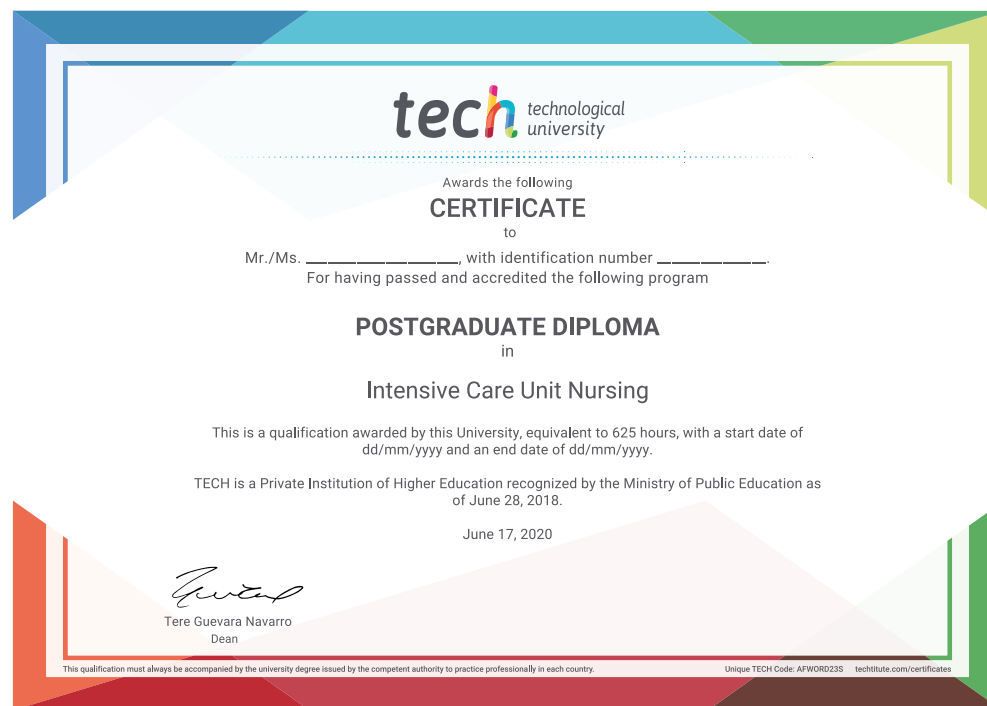 tech technological
university
Awards the following
CERTIFICATE
to
Mr./Ms. ____________________, with identification number ______________.
For having passed and accredited the following program
POSTGRADUATE DIPLOMA
in
Intensive Care Unit Nursing
This is a qualification awarded by this University, equivalent to 625 hours, with a start date of
dd/mm/yyyy and an end date of dd/mm/yyyy.
TECH is a Private Institution of Higher Education recognized by the Ministry of Public Education as
of June 28, 2018.
June 17, 2020
Tere Guevara Navarro
Dean
This qualification must always be accompanied by the university degree issued by the competent authority to practice professionally in each country.
Unique TECH Code: AFWORD23S techtitute.com/certificates